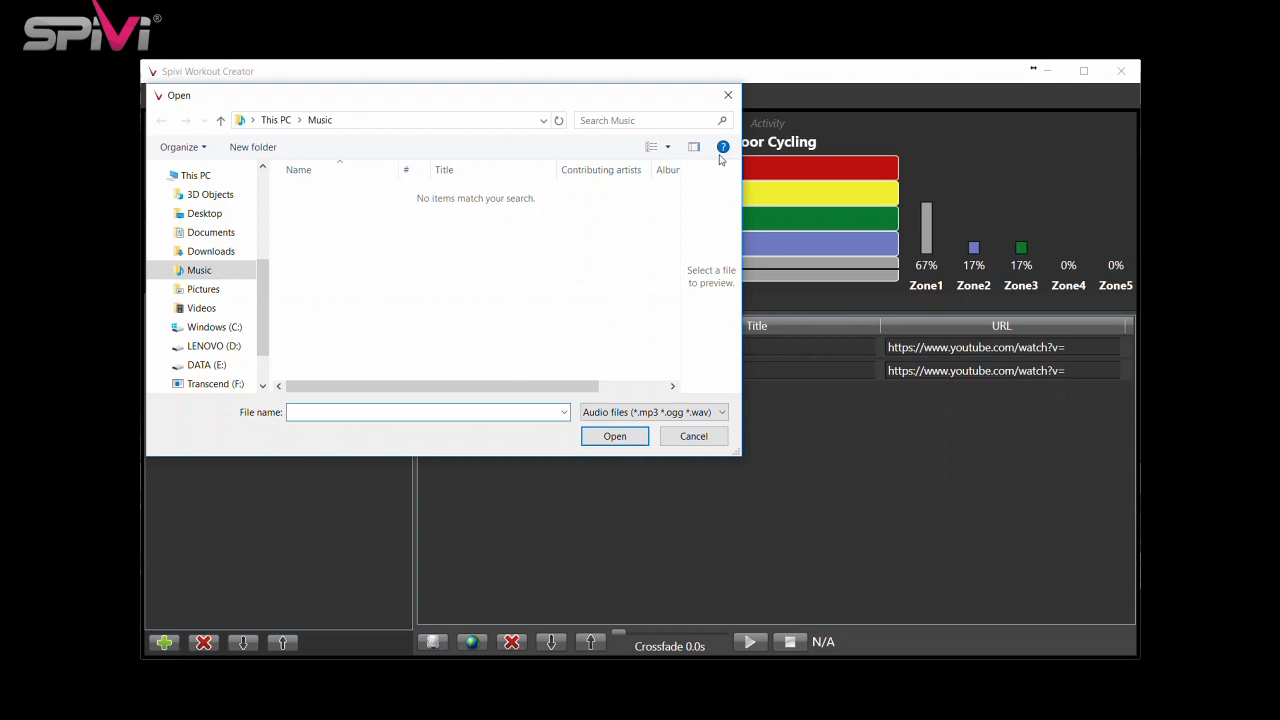 SPiVi®
Spivi Workout Creator
Open
This PC
Music
Search Music
Organize
New folder
?
Name
#
Title
Contributing artists
Albur
No items match your search.
Select a file
to preview.
This PC
3D Objects
Desktop
Documents
Downloads
Music
Pictures
Videos
Windows (C:)
LENOVO (D:)
DATA (E:)
Transcend (F:)
File name:
Audio files (*.mp3 *.ogg *.wav)
Open
Cancel
Activity
oor Cycling
67%
17%
17%
0%
0%
Zone1
Zone2
Zone3
Zone4
Zone5
Title
URL
https://www.youtube.com/watch?v=
https://www.youtube.com/watch?v=
Crossfade 0.0s
N/A